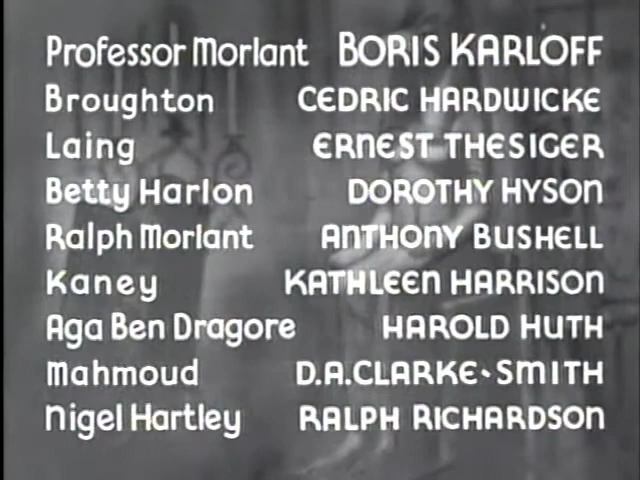 Professor Morlant BORIS KARLOFF
Broughton CEDRIC HARDWICKE
Laing ERNEST THESIGER
Betty Harlon DOROTHY HYSON
Ralph Morlant ANTHONY BUSHELL
Kaney KATHLEEN HARRISON
Aga Ben Dragore HAROLD HUTH
Mahmoud D.A.CLARKE-SMITH
Nigel Hartley RALPH RICHARDSON